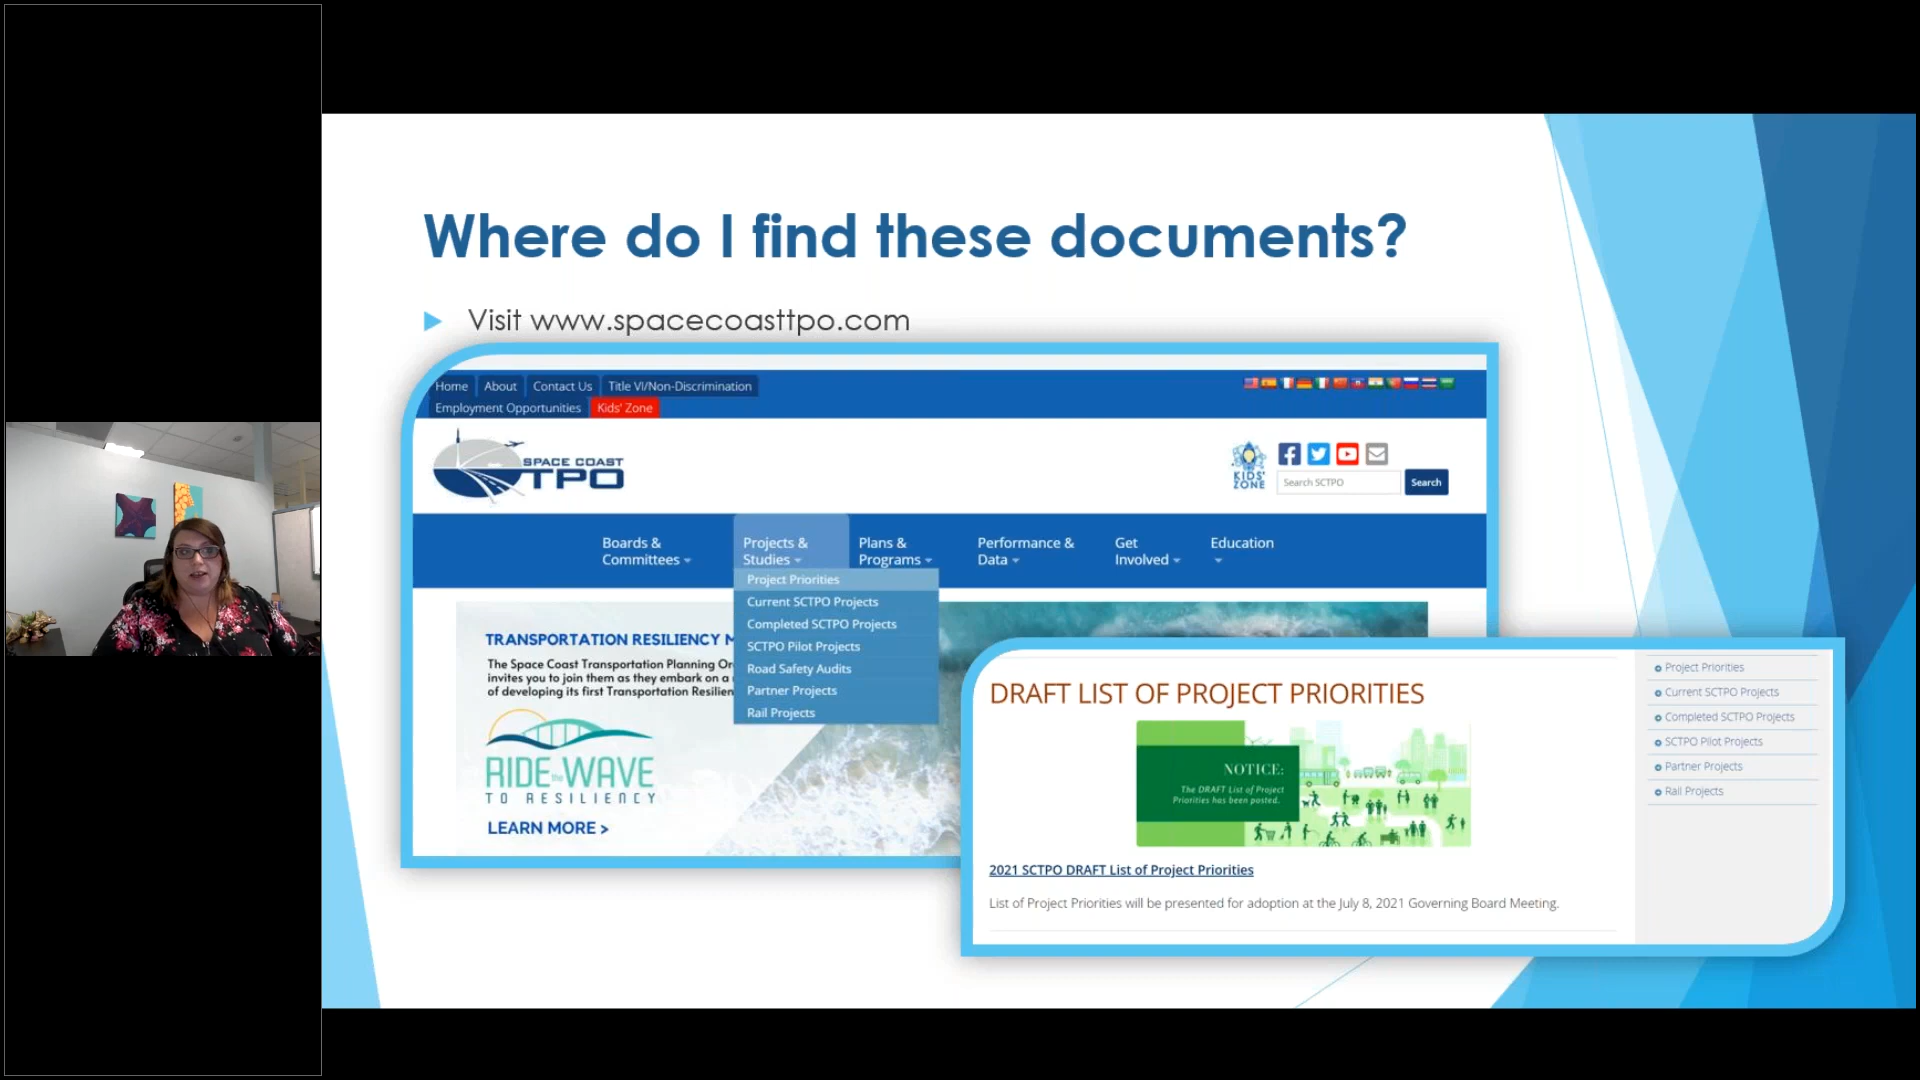 Where do I find these documents?
Visit www.spacecoasttpo.com
Home About Contact Us Title VI/Non-Discrimination
Employment Opportunities Kids' Zone
SPACE COAST
TPO
KIDS'
ZONE
Search SCTPO Search
Boards &
Committees
Projects &
Studies
Plans &
Programs
Performance &
Data
Get
Involved
Education
Project Priorities
Current SCTPO Projects
Completed SCTPO Projects
SCTPO Pilot Projects
Road Safety Audits
Partner Projects
Rail Projects
TRANSPORTATION RESILIENCY M
The Space Coast Transportation Planning Or
invites you to join them as they embark on a
of developing its first Transportation Resilien
RIDE the WAVE
TO RESILIENCY
LEARN MORE >
DRAFT LIST OF PROJECT PRIORITIES
NOTICE:
The DRAFT List of Project
Priorities has been posted.
2021 SCTPO DRAFT List of Project Priorities
List of Project Priorities will be presented for adoption at the July 8, 2021 Governing Board Meeting.
Project Priorities
Current SCTPO Projects
Completed SCTPO Projects
SCTPO Pilot Projects
Partner Projects
Rail Projects